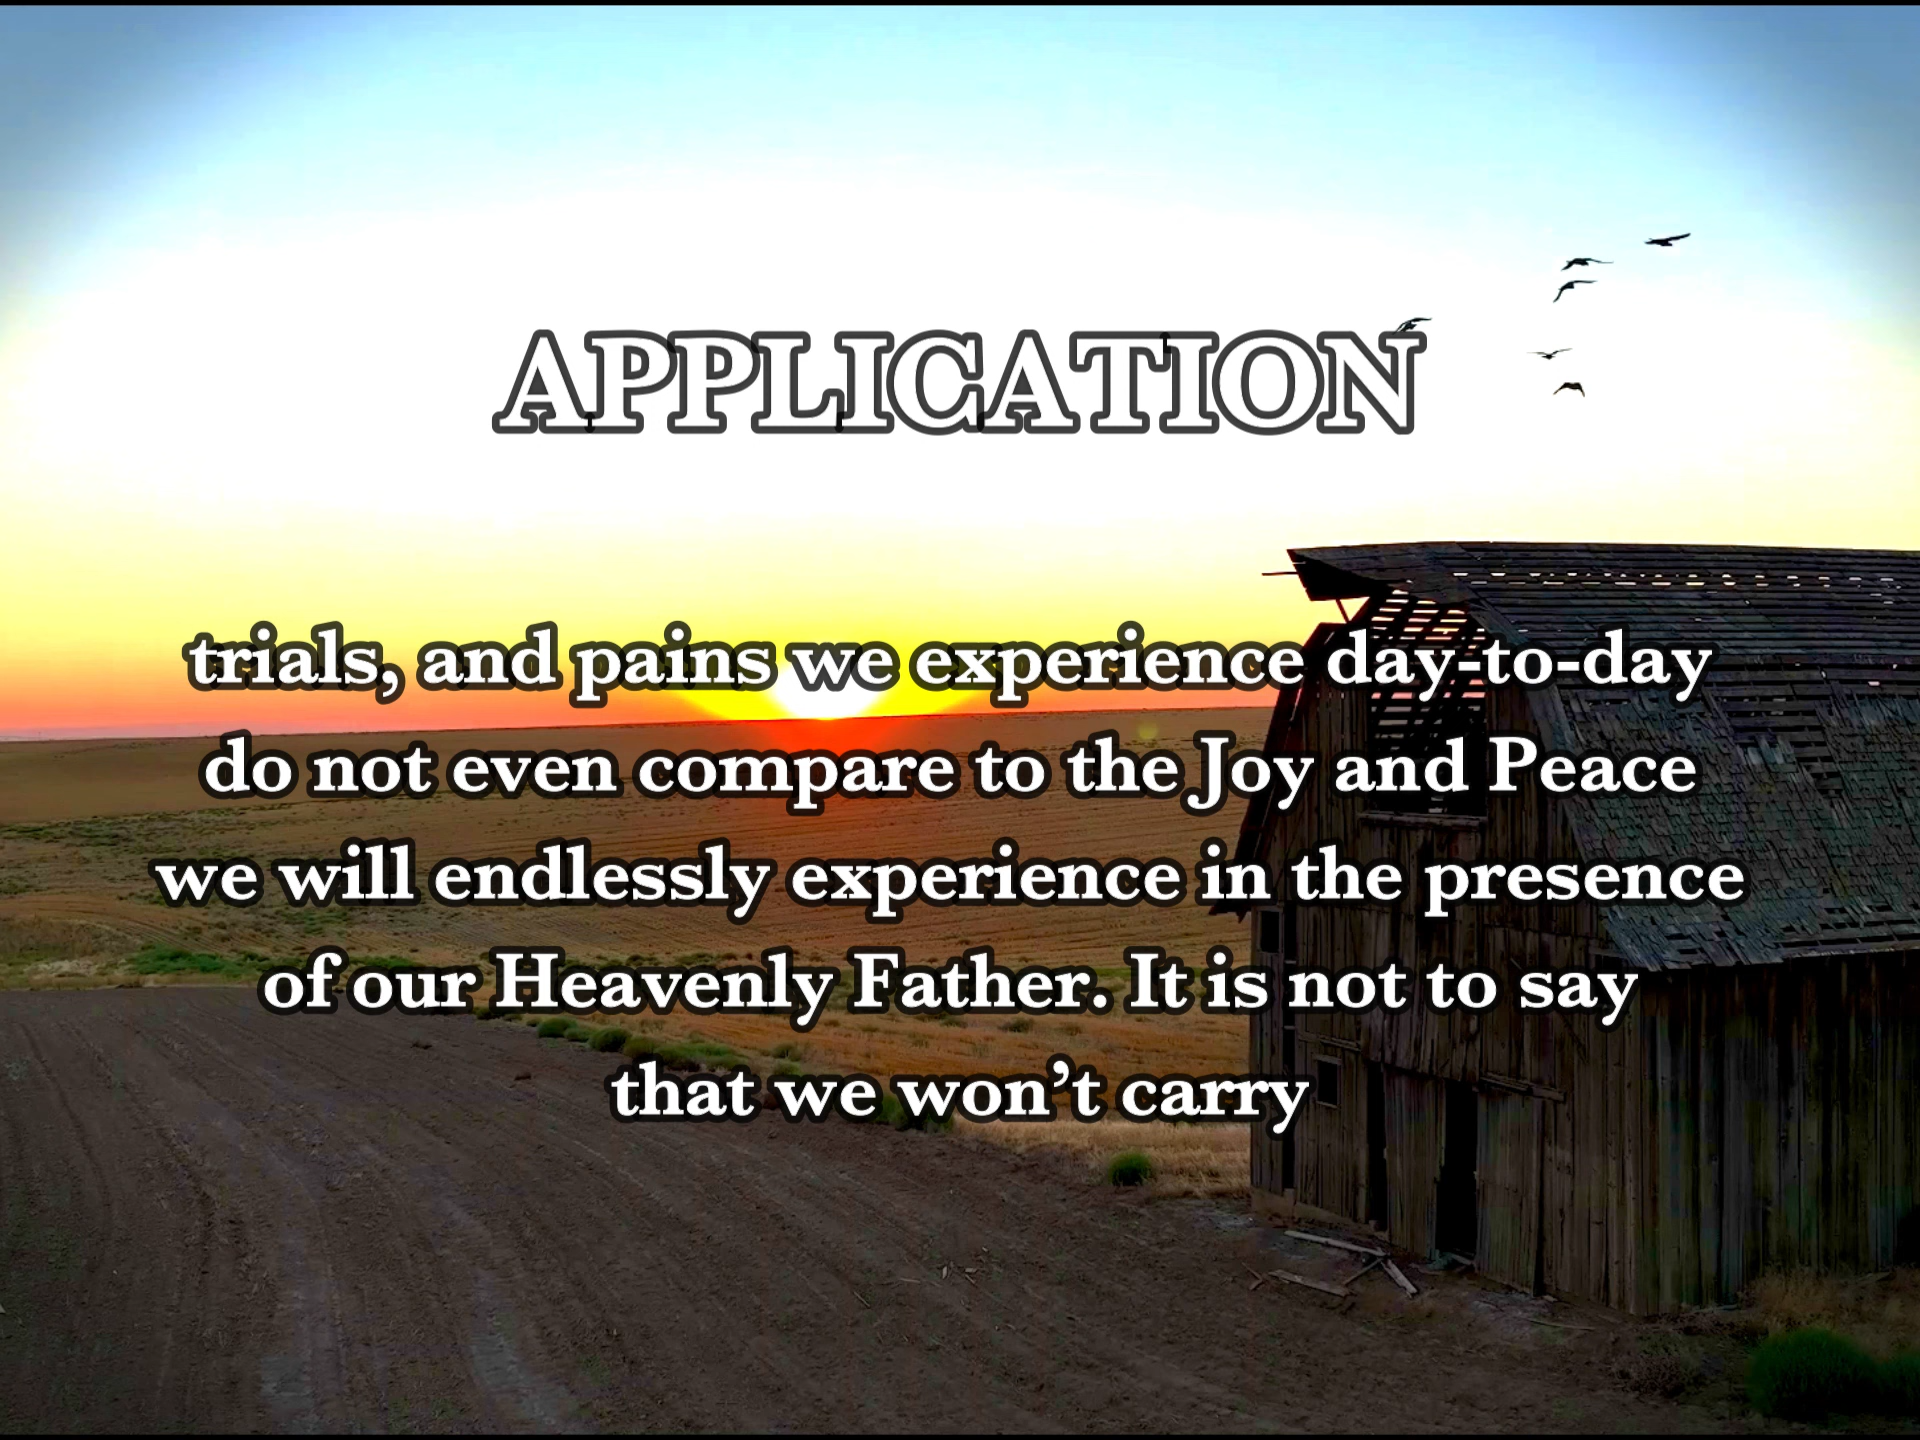 APPLICATION
trials, and pains we experience day-to-day
do not even compare to the Joy and Peace
we will endlessly experience in the presence
of our Heavenly Father. It is not to say
that we won’t carry